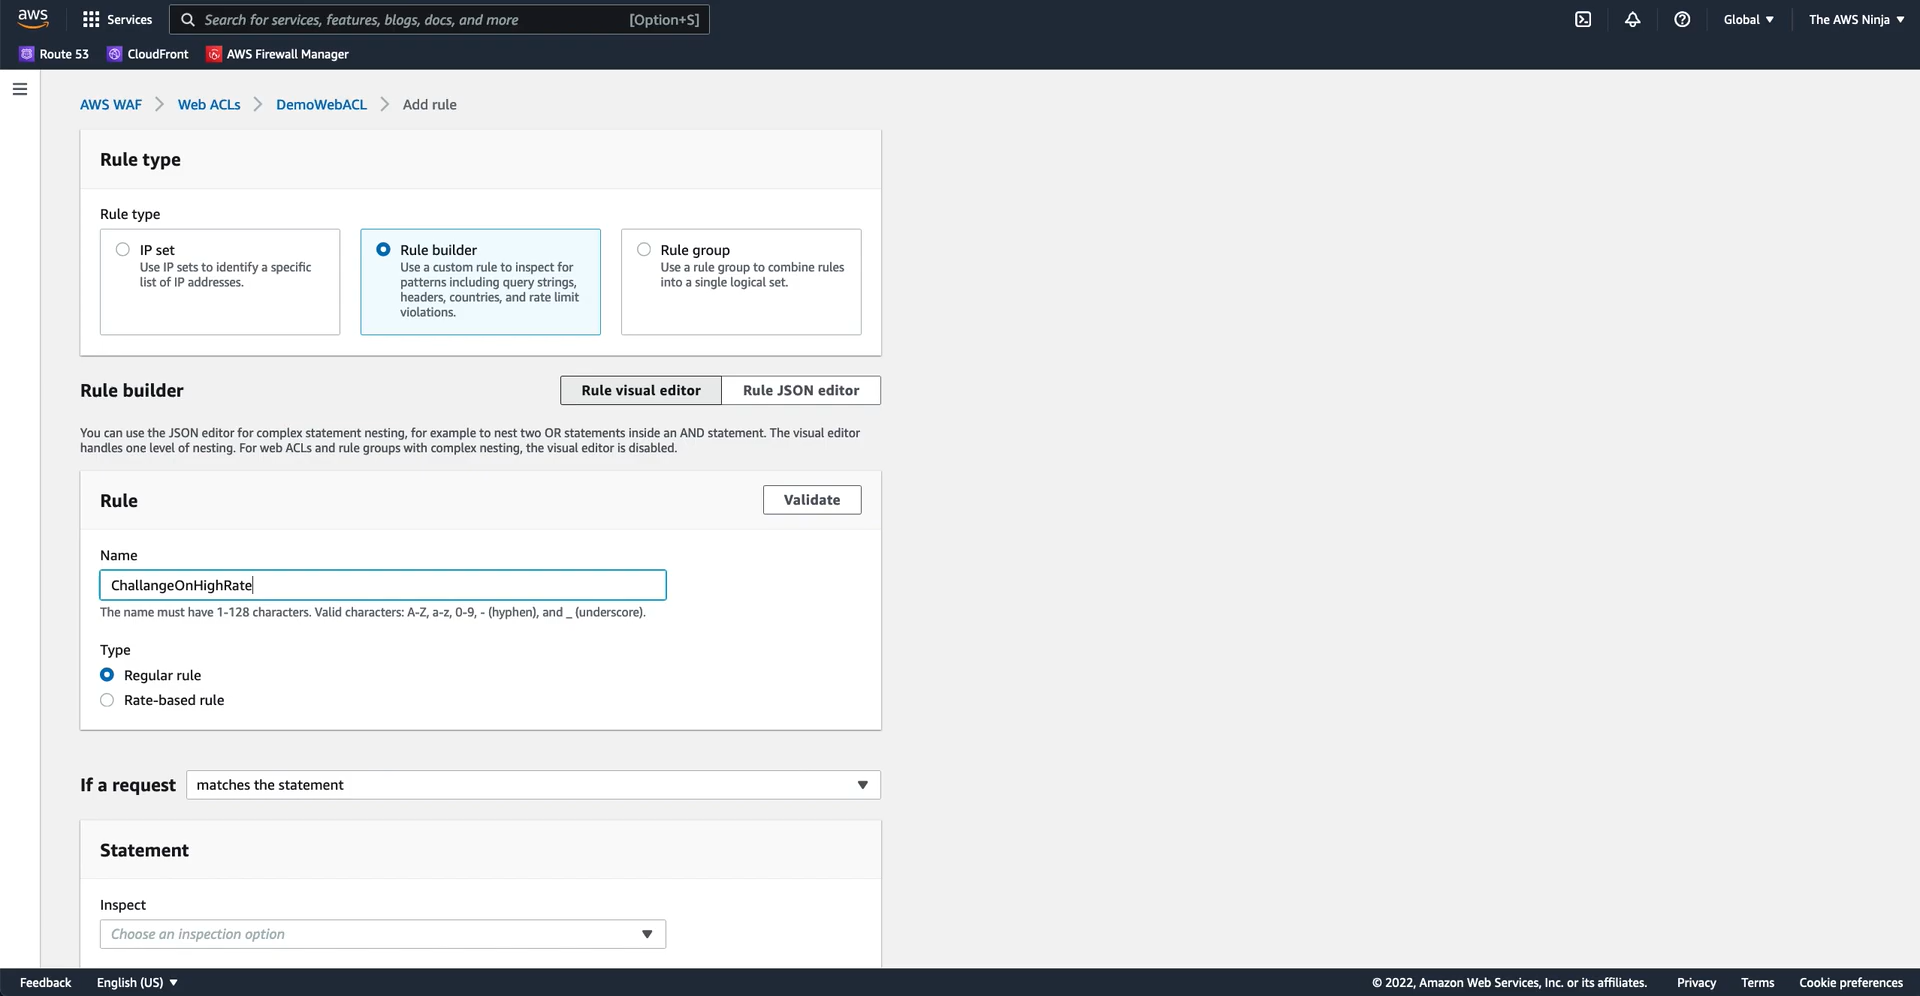 aws
Services
Search for services, features, blogs, docs, and more
[Option+S]
Global
The AWS Ninja
Route 53
CloudFront
AWS Firewall Manager
AWS WAF
Web ACLs
DemoWebACL
Add rule
Rule type
Rule type
IP set
Use IP sets to identify a specific
list of IP addresses.
Rule builder
Use a custom rule to inspect for
patterns including query strings,
headers, countries, and rate limit
violations.
Rule group
Use a rule group to combine rules
into a single logical set.
Rule builder
Rule visual editor
Rule JSON editor
You can use the JSON editor for complex statement nesting, for example to nest two OR statements inside an AND statement. The visual editor
handles one level of nesting. For web ACLs and rule groups with complex nesting, the visual editor is disabled.
Rule
Validate
Name
ChallangeOnHighRate
The name must have 1-128 characters. Valid characters: A-Z, a-z, 0-9, - (hyphen), and _ (underscore).
Type
Regular rule
Rate-based rule
If a request
matches the statement
Statement
Inspect
Choose an inspection option
Feedback
English (US)
© 2022, Amazon Web Services, Inc. or its affiliates.
Privacy
Terms
Cookie preferences